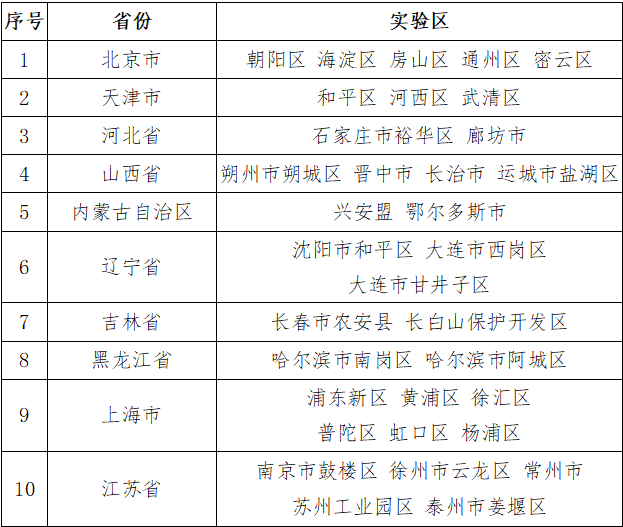 序号 省份 实验区
1 北京市 朝阳区 海淀区 房山区 通州区 密云区
2 天津市 和平区 河西区 武清区
3 河北省 石家庄市裕华区 廊坊市
4 山西省 朔州市朔城区 晋中市 长治市 运城市盐湖区
5 内蒙古自治区 兴安盟 鄂尔多斯市
6 辽宁省 沈阳市和平区 大连市西岗区
大连市甘井子区
7 吉林省 长春市农安县 长白山保护开发区
8 黑龙江省 哈尔滨市南岗区 哈尔滨市阿城区
9 上海市 浦东新区 黄浦区 徐汇区
普陀区 虹口区 杨浦区
10 江苏省 南京市鼓楼区 徐州市云龙区 常州市
苏州工业园区 泰州市姜堰区